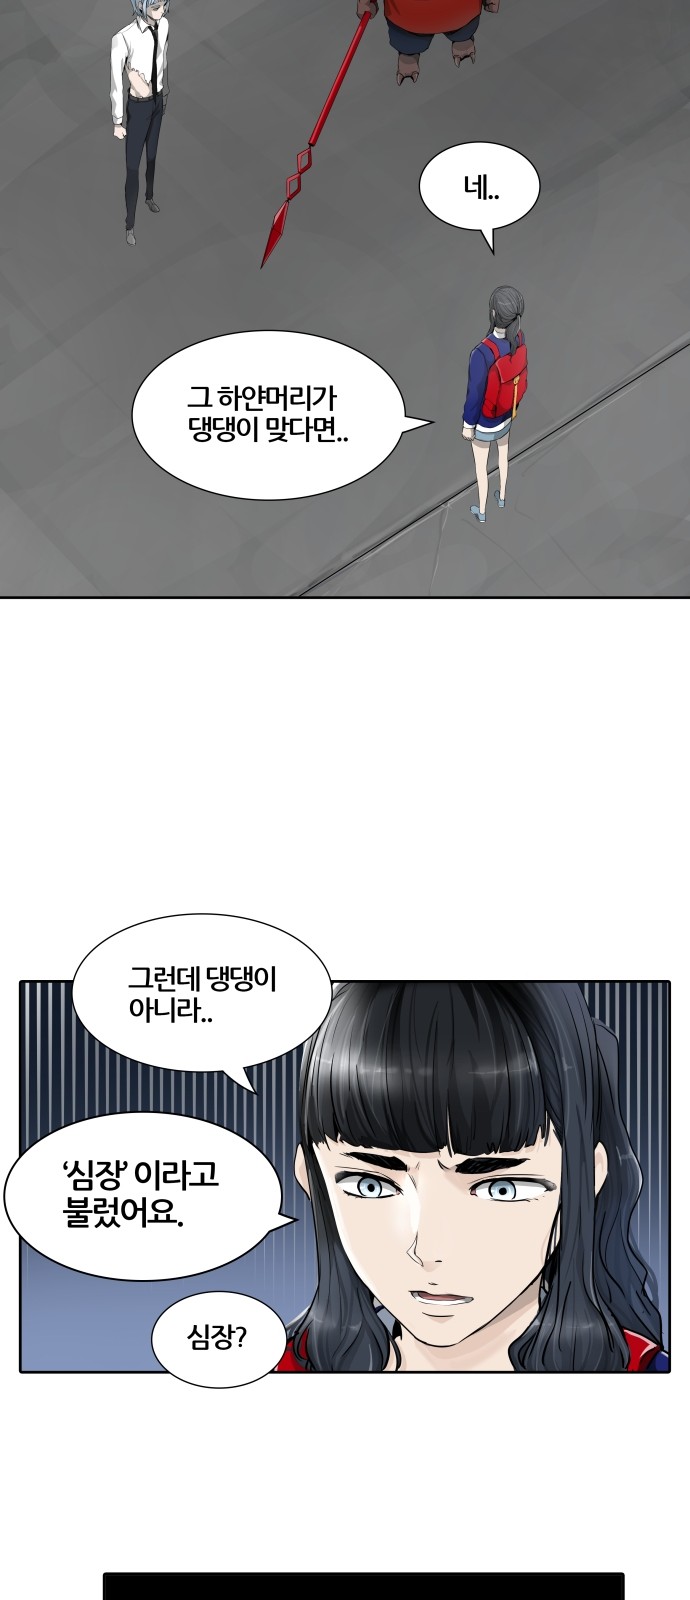 네..
그 하얀머리가
댕댕이 맞다면..
그런데 댕댕이
아니라..
‘심장’ 이라고
불렀어요.
심장?